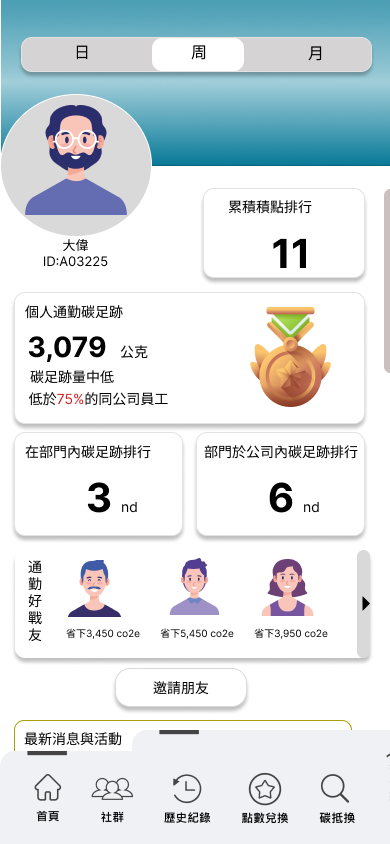 日 周 月
大偉
ID:A03225
累積積點排行
11
個人通勤碳足跡
3,079 公克
碳足跡量中低
低於75%的同公司員工
在部門內碳足跡排行
3 nd
部門於公司內碳足跡排行
6 nd
通勤好戰友
省下3,450 co2e
省下5,450 co2e
省下3,950 co2e
邀請朋友
最新消息與活動
首頁 社群 歷史紀錄 點數兌換 碳抵換